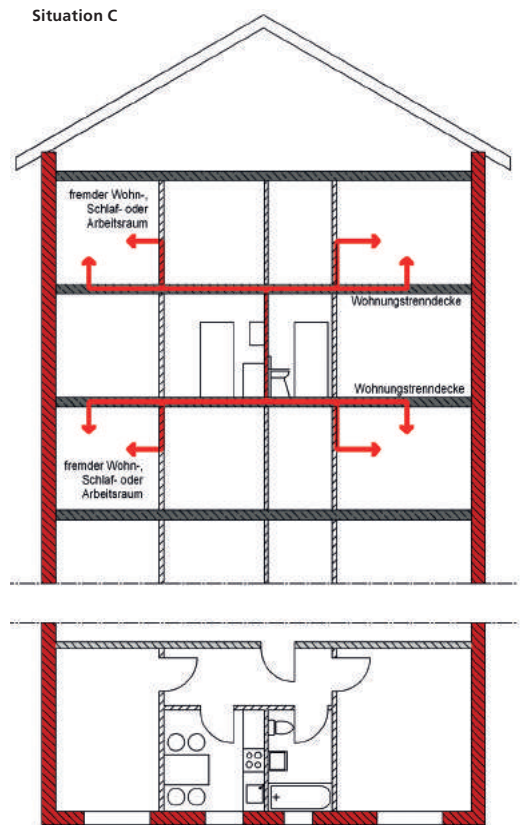 Situation C
fremder Wohn-,
Schlaf- oder
Arbeitsraum
Wohnungstrenndecke
Wohnungstrenndecke
fremder Wohn-,
Schlaf- oder
Arbeitsraum